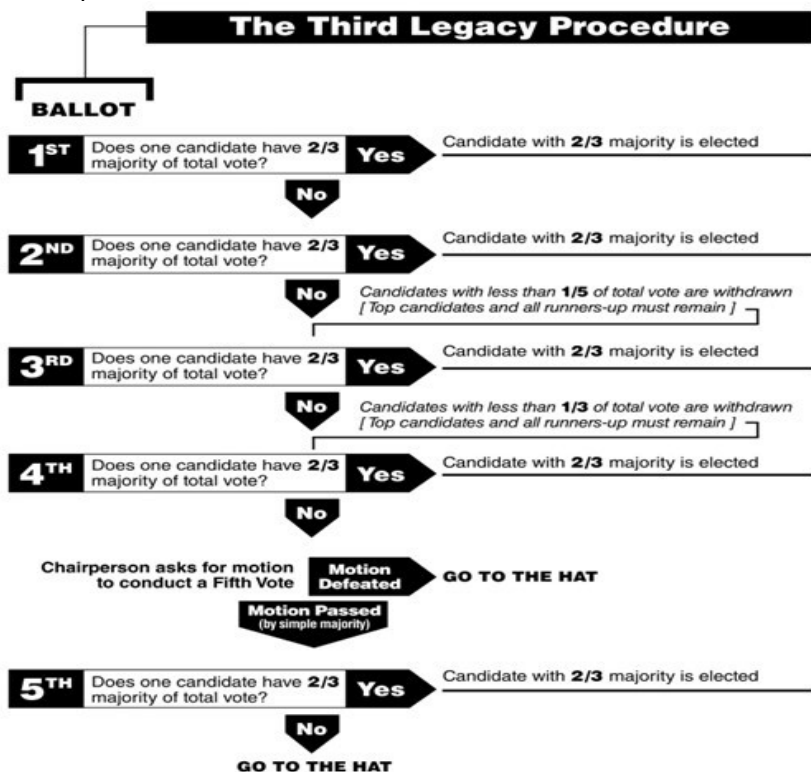 The Third Legacy Procedure
BALLOT
1ST Does one candidate have 2/3 majority of total vote? Yes Candidate with 2/3 majority is elected
No
2ND Does one candidate have 2/3 majority of total vote? Yes Candidate with 2/3 majority is elected
No Candidates with less than 1/5 of total vote are withdrawn
[ Top candidates and all runners-up must remain ]
3RD Does one candidate have 2/3 majority of total vote? Yes Candidate with 2/3 majority is elected
No Candidates with less than 1/3 of total vote are withdrawn
[ Top candidates and all runners-up must remain ]
4TH Does one candidate have 2/3 majority of total vote? Yes Candidate with 2/3 majority is elected
No
Chairperson asks for motion to conduct a Fifth Vote Motion Defeated GO TO THE HAT
Motion Passed
(by simple majority)
5TH Does one candidate have 2/3 majority of total vote? Yes Candidate with 2/3 majority is elected
No
GO TO THE HAT